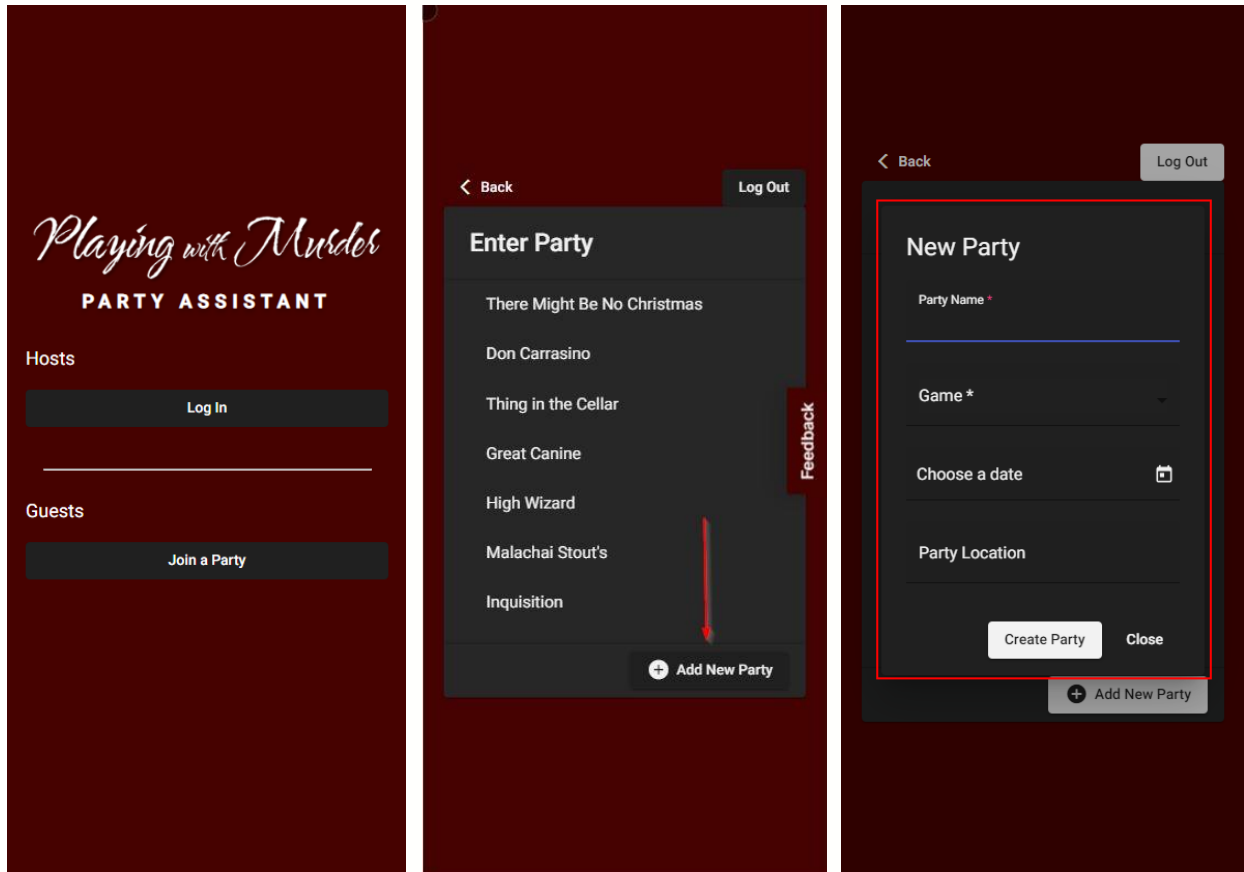 Playing with Murder
PARTY ASSISTANT
Hosts
Log In
Guests
Join a Party
Back
Log Out
Enter Party
There Might Be No Christmas
Don Carrasino
Thing in the Cellar
Great Canine
High Wizard
Malachai Stout's
Inquisition
Feedback
Add New Party
Back
Log Out
New Party
Party Name *
Game *
Choose a date
Party Location
Create Party
Close
Add New Party